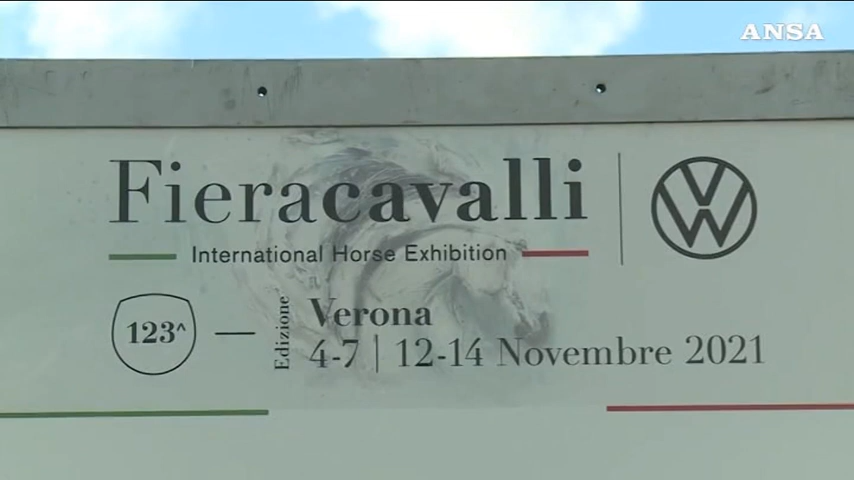 ANSA
Fieracavalli
International Horse Exhibition
123^
Edizione
Verona
4-7 | 12-14 Novembre 2021